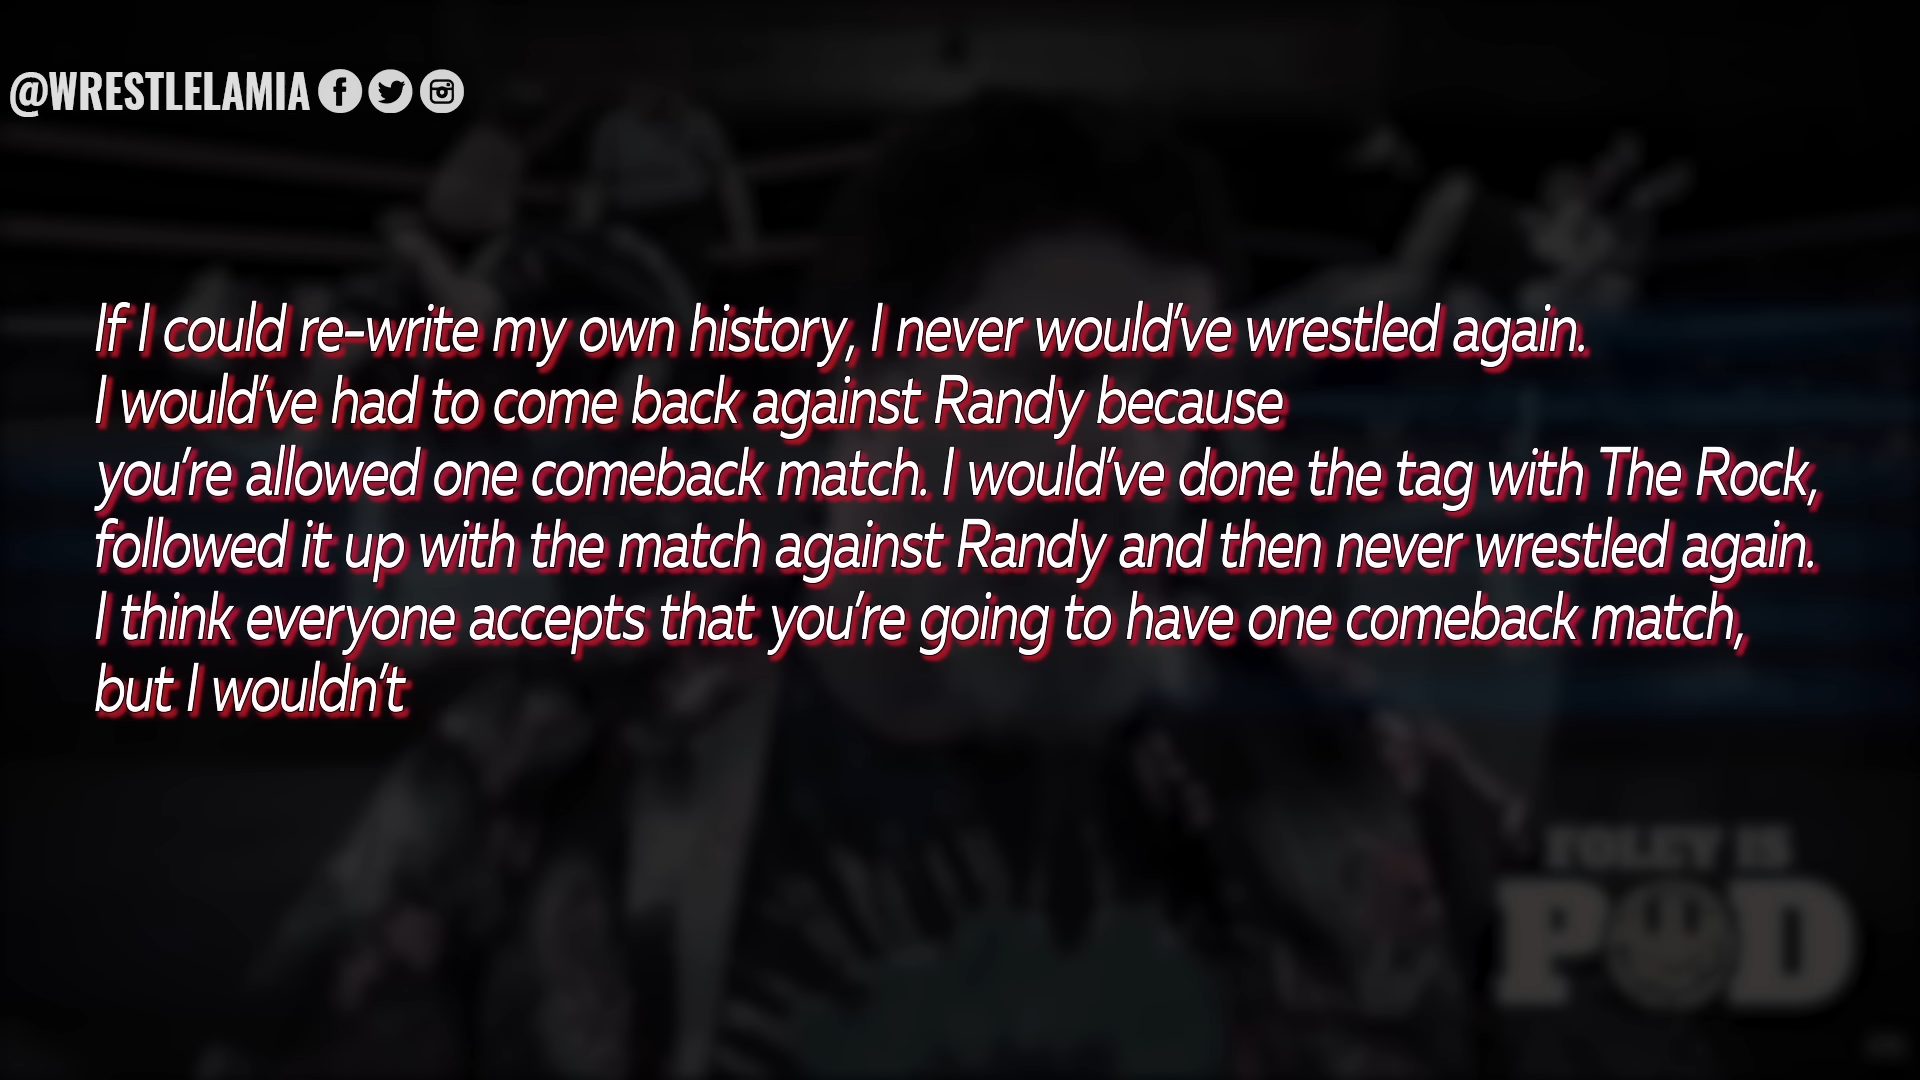 @WRESTLELAMIA
If I could re-write my own history, I never would've wrestled again.
I would've had to come back against Randy because
you're allowed one comeback match. I would've done the tag with The Rock,
followed it up with the match against Randy and then never wrestled again.
I think everyone accepts that you're going to have one comeback match,
but I wouldn't
FOLEY IS
POD